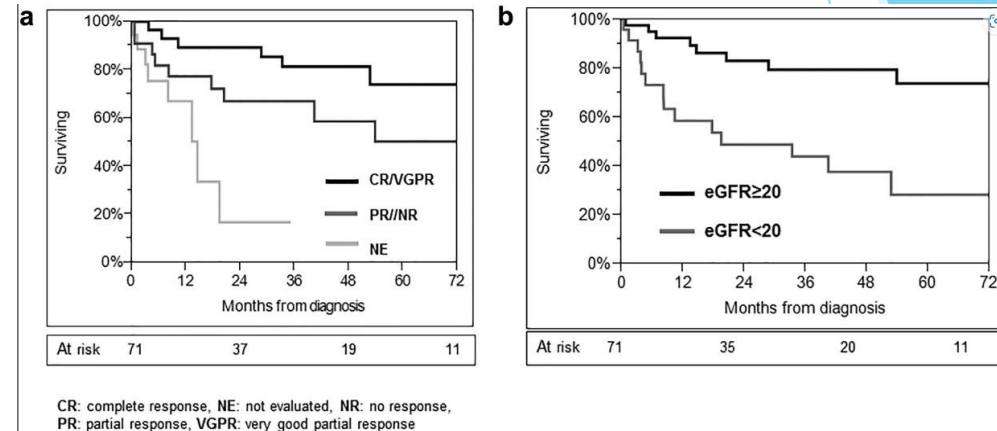 a
100%
80%
60%
40%
20%
0%
Surviving
CR/VGPR
PR//NR
NE
0 12 24 36 48 60 72
Months from diagnosis
At risk 71 37 19 11
CR: complete response, NE: not evaluated, NR: no response,
PR: partial response, VGPR: very good partial response
b
100%
80%
60%
40%
20%
0%
Surviving
eGFR≥20
eGFR<20
0 12 24 36 48 60 72
Months from diagnosis
At risk 71 35 20 11